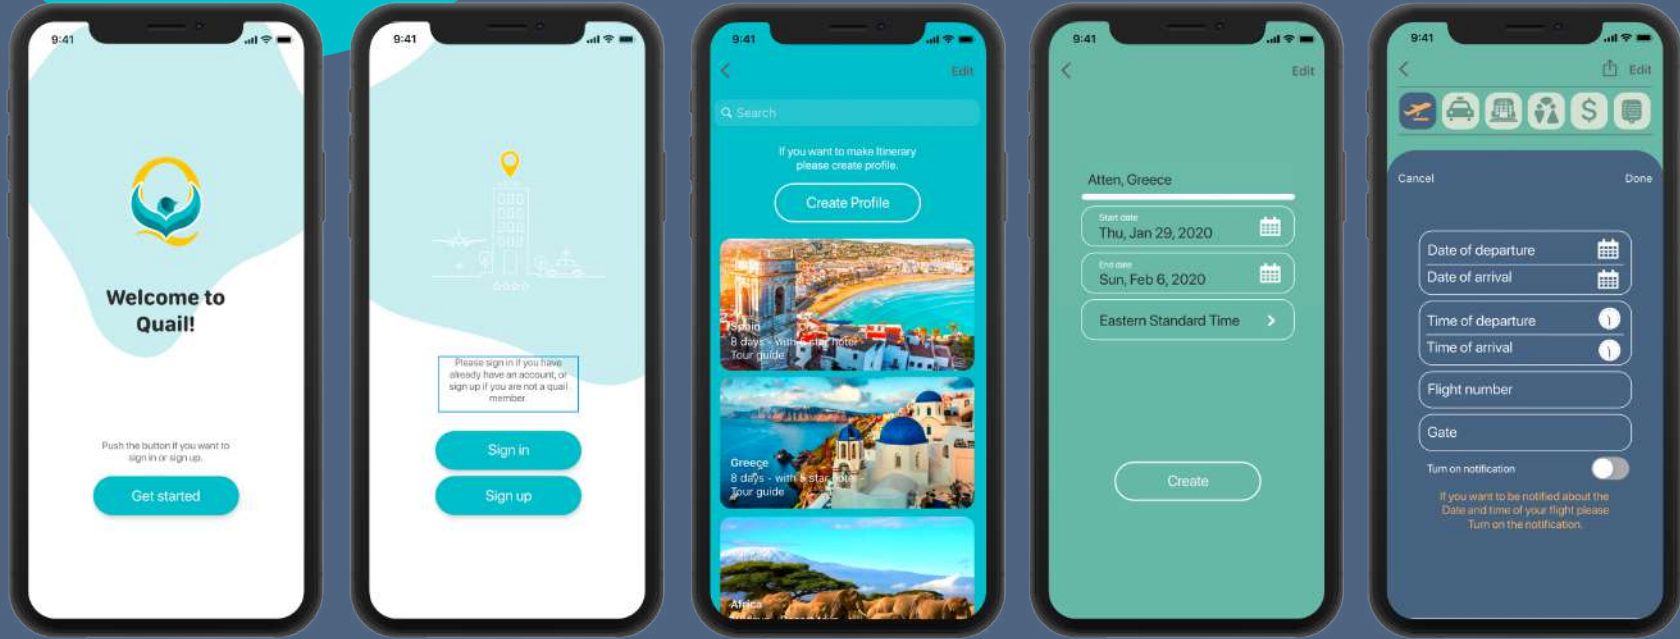 9:41
Welcome to
Quail!
Push the button if you want to
sign in or sign up.
Get started
9:41
Please sign in if you have
already have an account, or
sign up if you are not a quail
member
Sign in
Sign up
9:41
Edit
Search
If you want to make Itinerary
please create profile.
Create Profile
Spain
8 days - with 5 star hotel -
Tour guide
Greece
8 days - with 5 star hotel -
Tour guide
Africa
9:41
Edit
Atten, Greece
Start date
Thu, Jan 29, 2020
End date
Sun, Feb 6, 2020
Eastern Standard Time
Create
9:41
Edit
$
Cancel
Done
Date of departure
Date of arrival
Time of departure
Time of arrival
Flight number
Gate
Turn on notification
If you want to be notified about the
Date and time of your flight please
Turn on the notification.